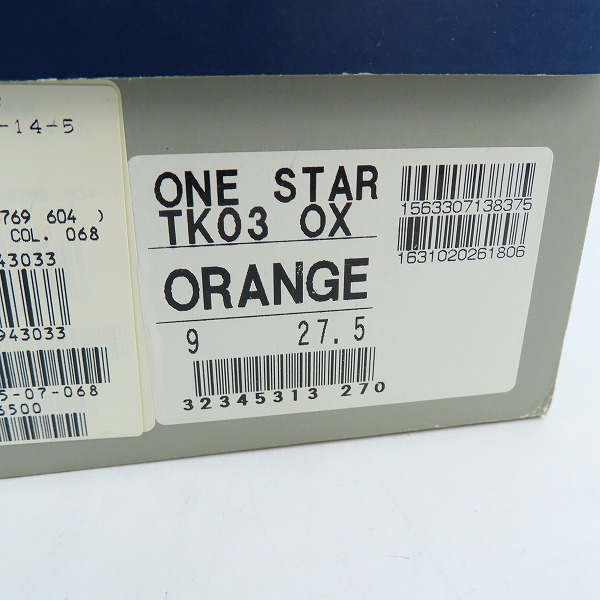 -14-5
769 604 )
COL. 068
43033
943033
5-07-068
6500
ONE STAR
TK03 OX
ORANGE
9 27.5
32345313 270
1563307138375
1631020261806